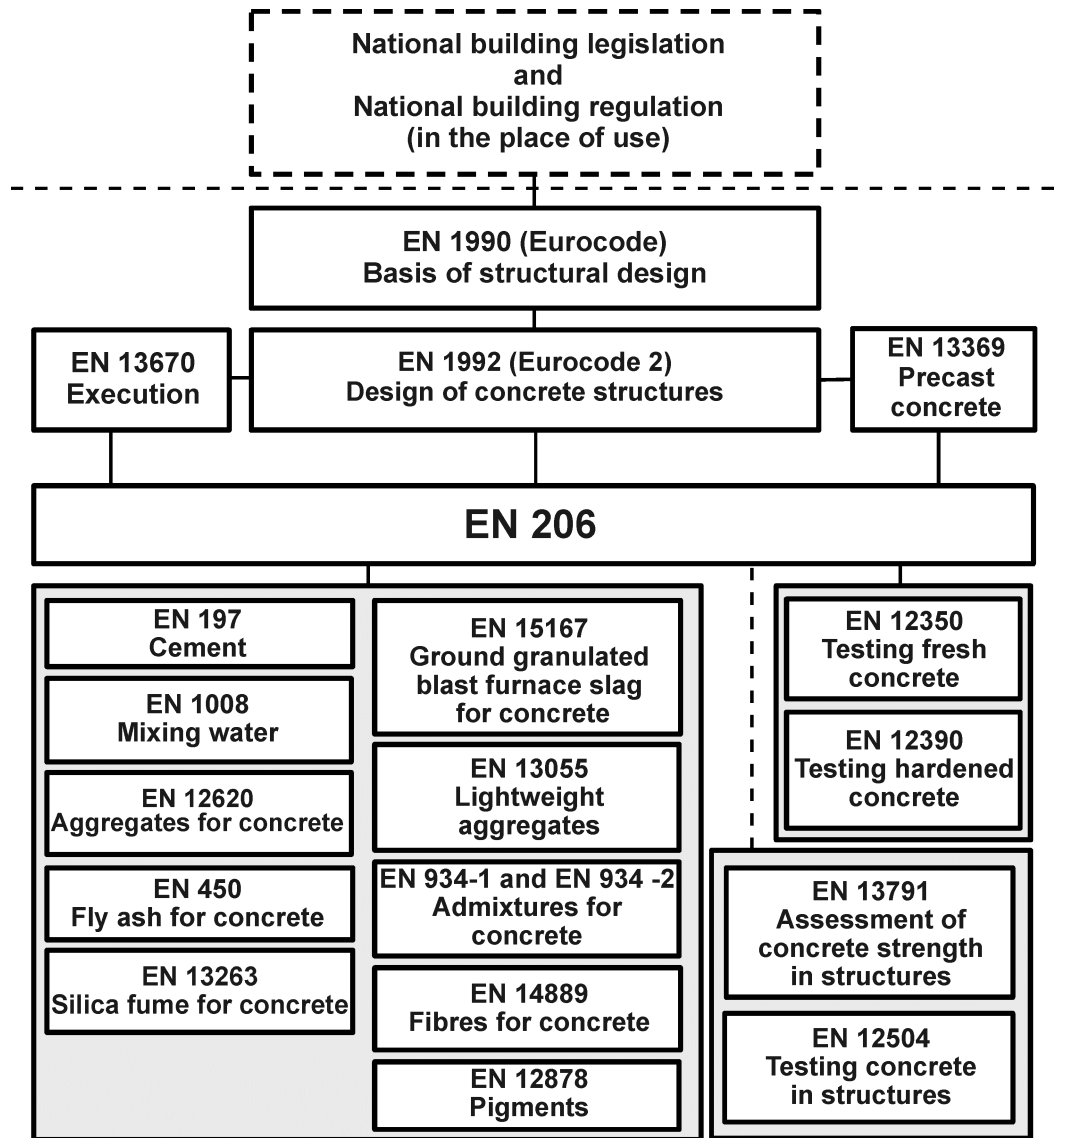 National building legislation
and
National building regulation
(in the place of use)
EN 1990 (Eurocode)
Basis of structural design
EN 13670
Execution
EN 1992 (Eurocode 2)
Design of concrete structures
EN 13369
Precast
concrete
EN 206
EN 197
Cement
EN 1008
Mixing water
EN 12620
Aggregates for concrete
EN 450
Fly ash for concrete
EN 13263
Silica fume for concrete
EN 15167
Ground granulated
blast furnace slag
for concrete
EN 13055
Lightweight
aggregates
EN 934-1 and EN 934 -2
Admixtures for
concrete
EN 14889
Fibres for concrete
EN 12878
Pigments
EN 12350
Testing fresh
concrete
EN 12390
Testing hardened
concrete
EN 13791
Assessment of
concrete strength
in structures
EN 12504
Testing concrete
in structures